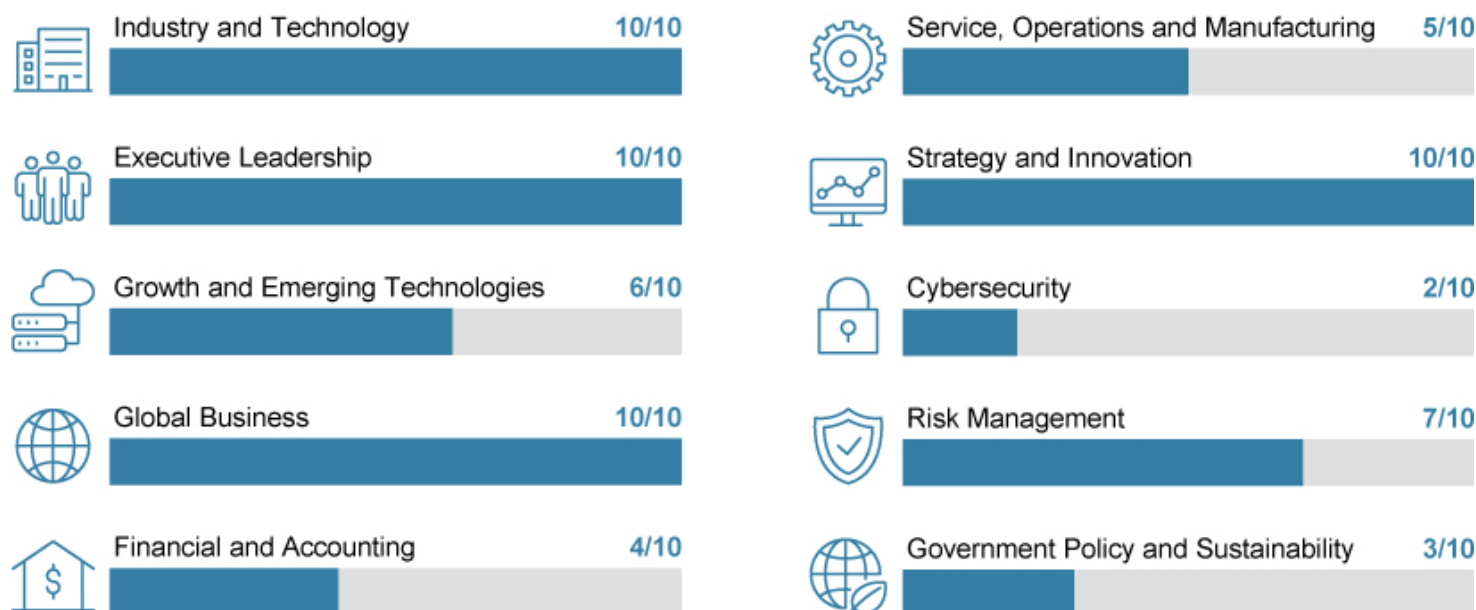 Industry and Technology 10/10
Executive Leadership 10/10
Growth and Emerging Technologies 6/10
Global Business 10/10
$ Financial and Accounting 4/10
Service, Operations and Manufacturing 5/10
Strategy and Innovation 10/10
Cybersecurity 2/10
Risk Management 7/10
Government Policy and Sustainability 3/10